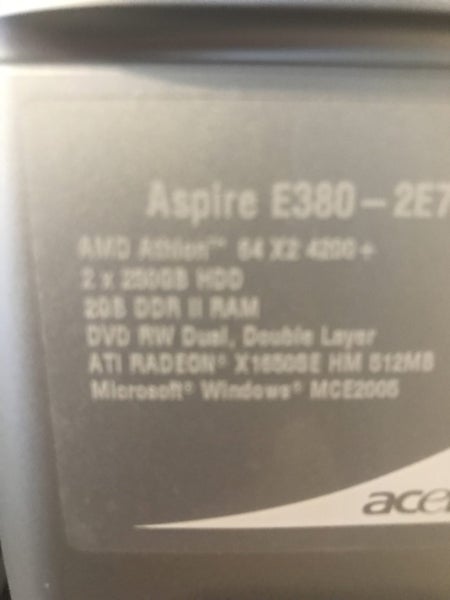 Aspire E380-2E7
AMD Athlon™ 64 X2 4200+
2 x 250GB HDD
2GB DDR II RAM
DVD RW Dual, Double Layer
ATI RADEON® X1650SE HM 512MB
Microsoft® Windows® MCE2005
acer